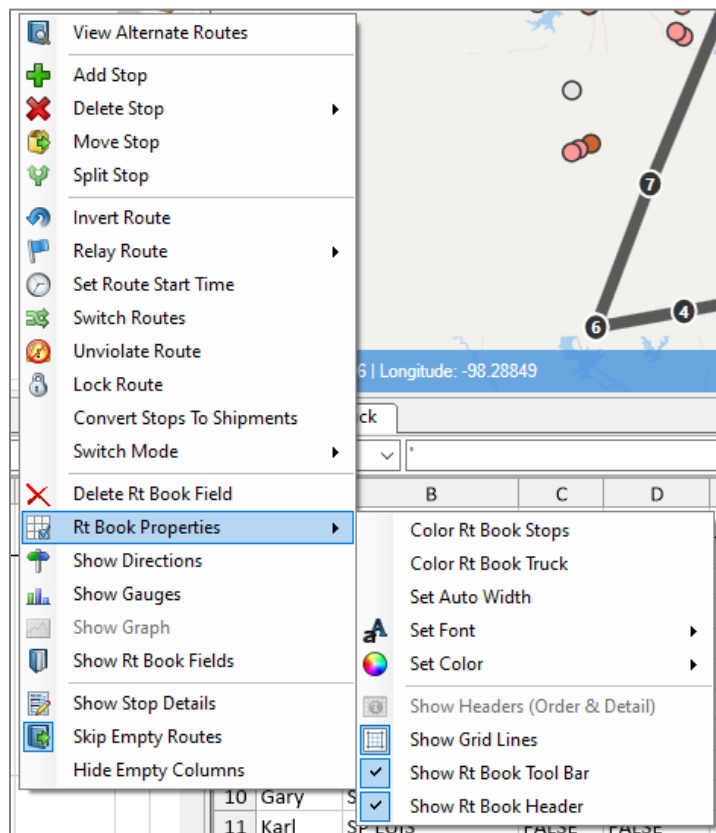 View Alternate Routes
Add Stop
Delete Stop
Move Stop
Split Stop
Invert Route
Relay Route
Set Route Start Time
Switch Routes
Unviolate Route
Lock Route
Convert Stops To Shipments
Switch Mode
Delete Rt Book Field
Rt Book Properties
Show Directions
Show Gauges
Show Graph
Show Rt Book Fields
Show Stop Details
Skip Empty Routes
Hide Empty Columns
7
4
6
6 | Longitude: -98.28849
ck
'
B C D
Color Rt Book Stops
Color Rt Book Truck
Set Auto Width
Set Font
Set Color
Show Headers (Order & Detail)
Show Grid Lines
Show Rt Book Tool Bar
Show Rt Book Header
10 Gary S
11 Karl SP LUIS FALSE FALSE